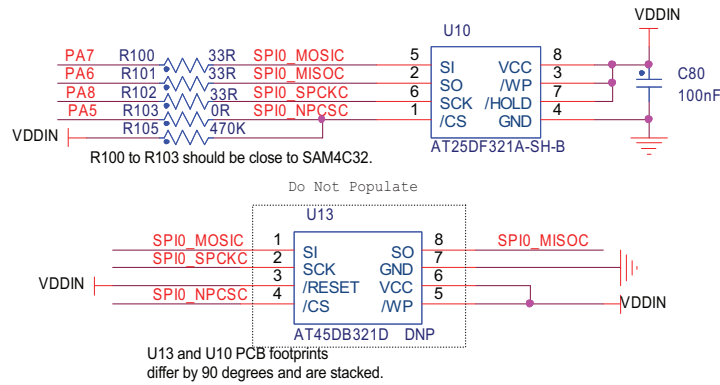 U10
VDDIN
PA7 R100 33R SPI0_MOSIC 5 SI VCC 8
PA6 R101 33R SPI0_MISOC 2 SO /WP 3
PA8 R102 33R SPI0_SPCKC 6 SCK /HOLD 7
PA5 R103 0R SPI0_NPCSC 1 /CS GND 4
C80
100nF
VDDIN R105 470K
AT25DF321A-SH-B
R100 to R103 should be close to SAM4C32.
Do Not Populate
U13
SPI0_MOSIC 1 SI SO 8 SPI0_MISOC
SPI0_SPCKC 2 SCK GND 7
VDDIN 3 /RESET VCC 6
SPI0_NPCSC 4 /CS /WP 5 VDDIN
AT45DB321D DNP
U13 and U10 PCB footprints
differ by 90 degrees and are stacked.